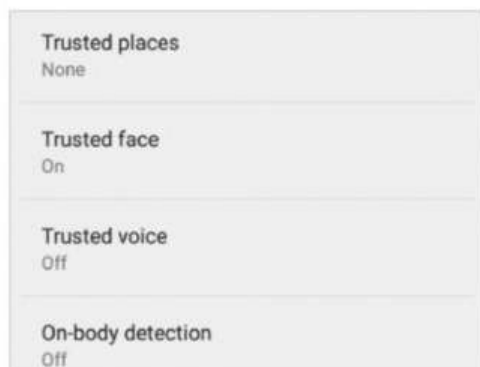 Trusted places
None
Trusted face
On
Trusted voice
Off
On-body detection
Off